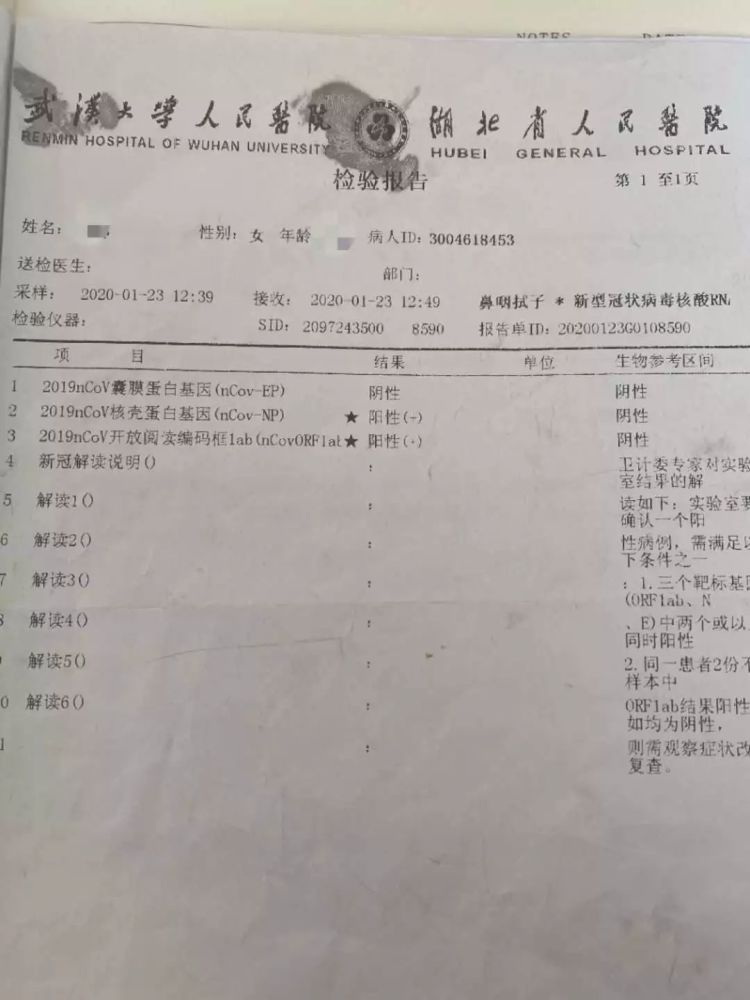 武漢大學人民醫院 湖北省人民醫院
RENMIN HOSPITAL OF WUHAN UNIVERSITY HUBEI GENERAL HOSPITAL
检验报告 第 1 至1页
姓名: 性别: 女 年龄 病人ID: 3004618453
送检医生: 部门:
采样: 2020-01-23 12:39 接收: 2020-01-23 12:49 鼻咽拭子 * 新型冠状病毒核酸RNA
检验仪器: SID: 2097243500 8590 报告单ID: 20200123G0108590
项 目 结果 单位 生物参考区间
1 2019nCoV囊膜蛋白基因(nCov-EP) 阴性 阴性
2 2019nCoV核壳蛋白基因(nCov-NP) ★ 阳性(+) 阴性
3 2019nCoV开放阅读编码框1ab(nCovORF1ab ★ 阳性(+) 阴性
4 新冠解读说明() : 卫计委专家对实验
室结果的解
5 解读1() : 读如下: 实验室要
确认一个阳
6 解读2() : 性病例, 需满足以
下条件之一
7 解读3() : : 1.三个靶标基因
(ORF1ab、N
解读4() : 、E)中两个或以上
同时阳性
解读5() : 2.同一患者2份不
样本中
0 解读6() : ORF1ab结果阳性
如均为阴性,
: 则需观察症状改
复查。